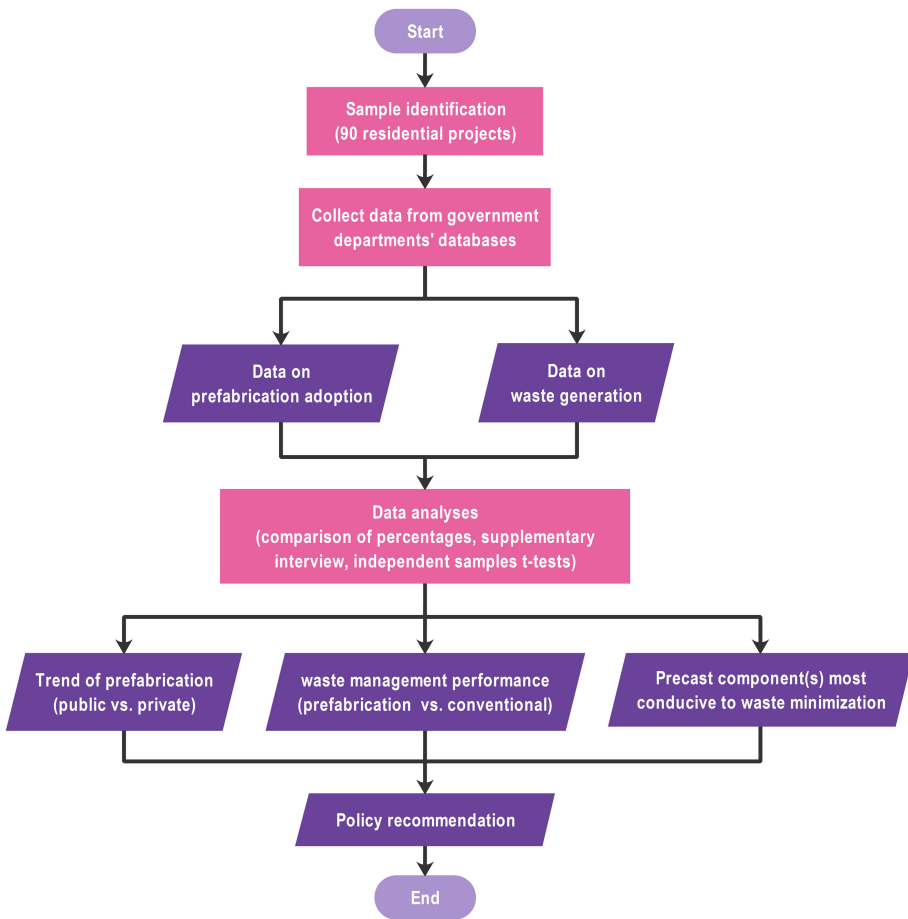 Start
Sample identification
(90 residential projects)
Collect data from government
departments' databases
Data on
prefabrication adoption
Data on
waste generation
Data analyses
(comparison of percentages, supplementary
interview, independent samples t-tests)
Trend of prefabrication
(public vs. private)
waste management performance
(prefabrication vs. conventional)
Precast component(s) most
conducive to waste minimization
Policy recommendation
End